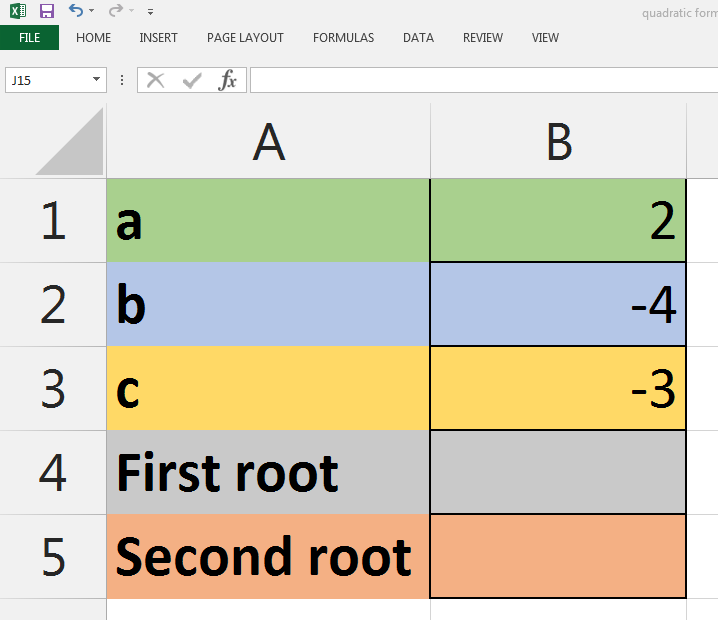 quadratic form
FILE HOME INSERT PAGE LAYOUT FORMULAS DATA REVIEW VIEW
J15 fx
A B
1 a 2
2 b -4
3 c -3
4 First root
5 Second root